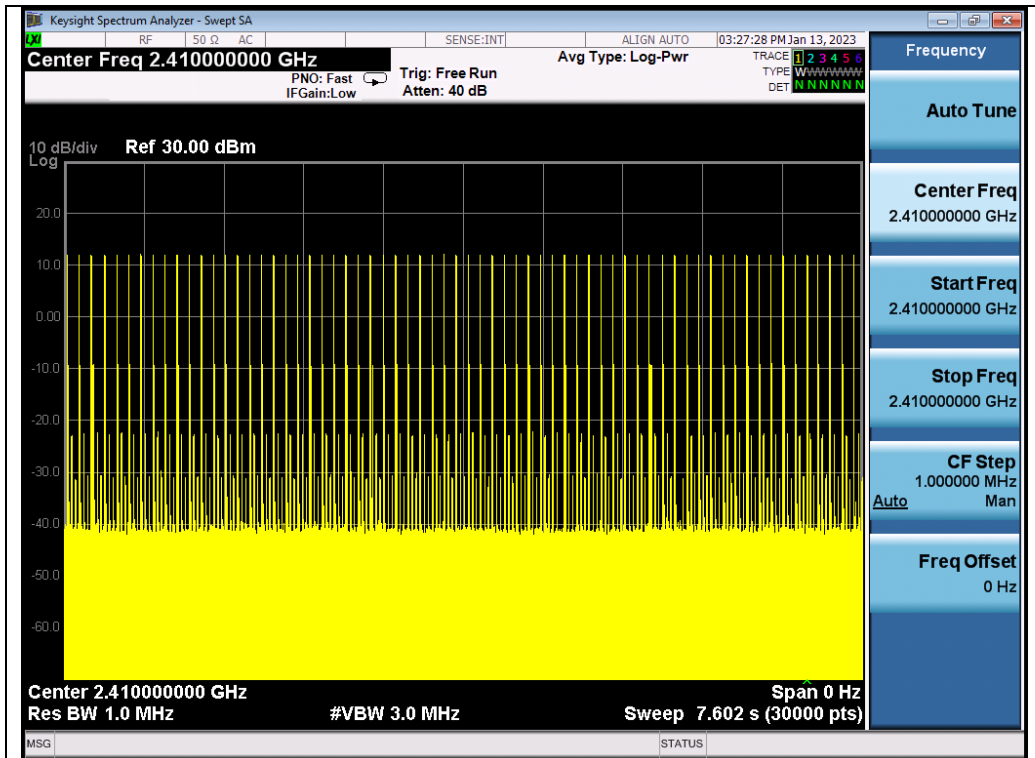 Keysight Spectrum Analyzer - Swept SA
LXI RF 50 Ω AC SENSE:INT ALIGN AUTO 03:27:28 PM Jan 13, 2023
Center Freq 2.410000000 GHz
PNO: Fast
IFGain:Low
Trig: Free Run
Atten: 40 dB
Avg Type: Log-Pwr
TRACE 1 2 3 4 5 6
TYPE W W W W W W
DET N N N N N N
10 dB/div Ref 30.00 dBm
Log
20.0
10.0
0.00
-10.0
-20.0
-30.0
-40.0
-50.0
-60.0
Center 2.410000000 GHz Span 0 Hz
Res BW 1.0 MHz #VBW 3.0 MHz Sweep 7.602 s (30000 pts)
MSG STATUS
Frequency
Auto Tune
Center Freq
2.410000000 GHz
Start Freq
2.410000000 GHz
Stop Freq
2.410000000 GHz
CF Step
1.000000 MHz
Auto Man
Freq Offset
0 Hz